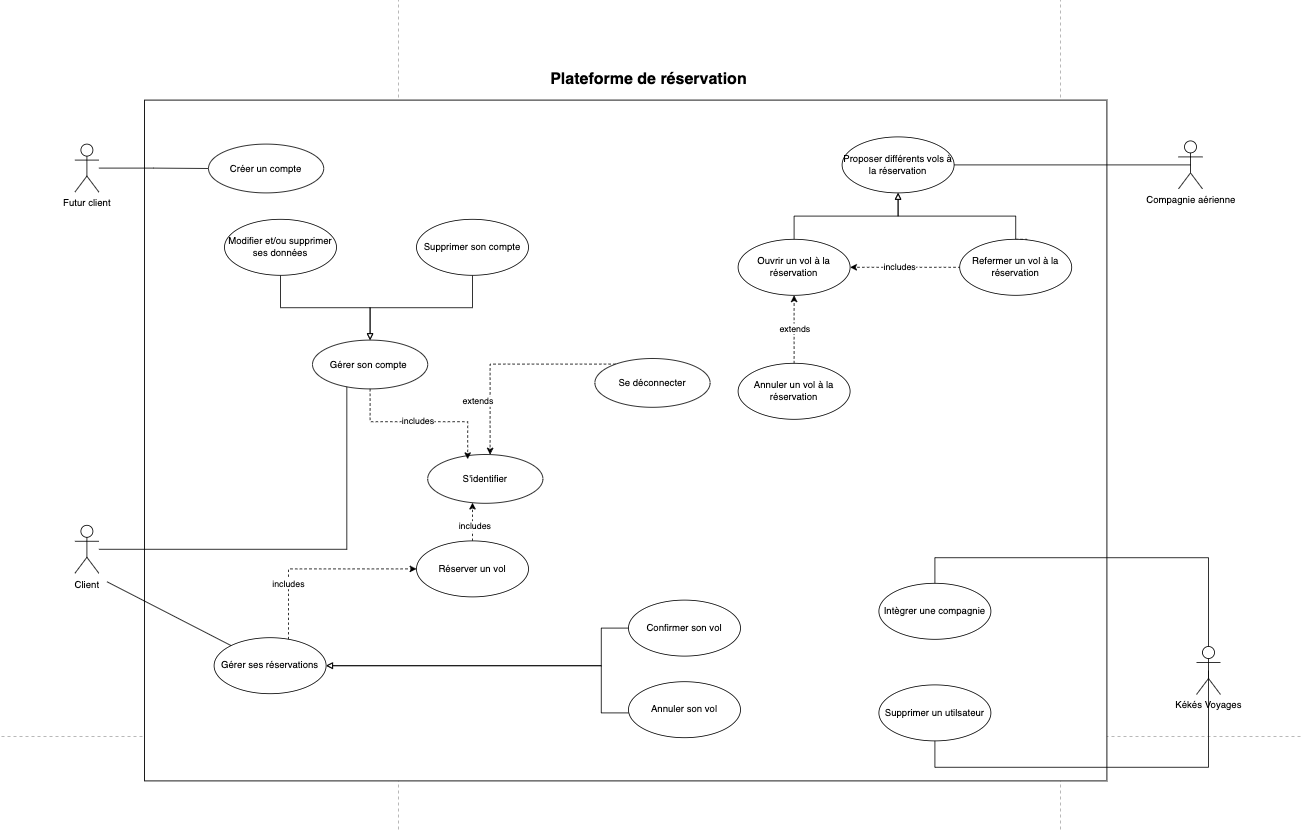 Plateforme de réservation
Créer un compte
Futur client
Proposer différents vols à
la réservation
Compagnie aérienne
Modifier et/ou supprimer
ses données
Supprimer son compte
Ouvrir un vol à la
réservation
includes
Refermer un vol à la
réservation
extends
Gérer son compte
Se déconnecter
Annuler un vol à la
réservation
extends
includes
S'identifier
includes
Réserver un vol
Client
includes
Intègrer une compagnie
Confirmer son vol
Gérer ses réservations
Annuler son vol
Supprimer un utilsateur
Kékès Voyages